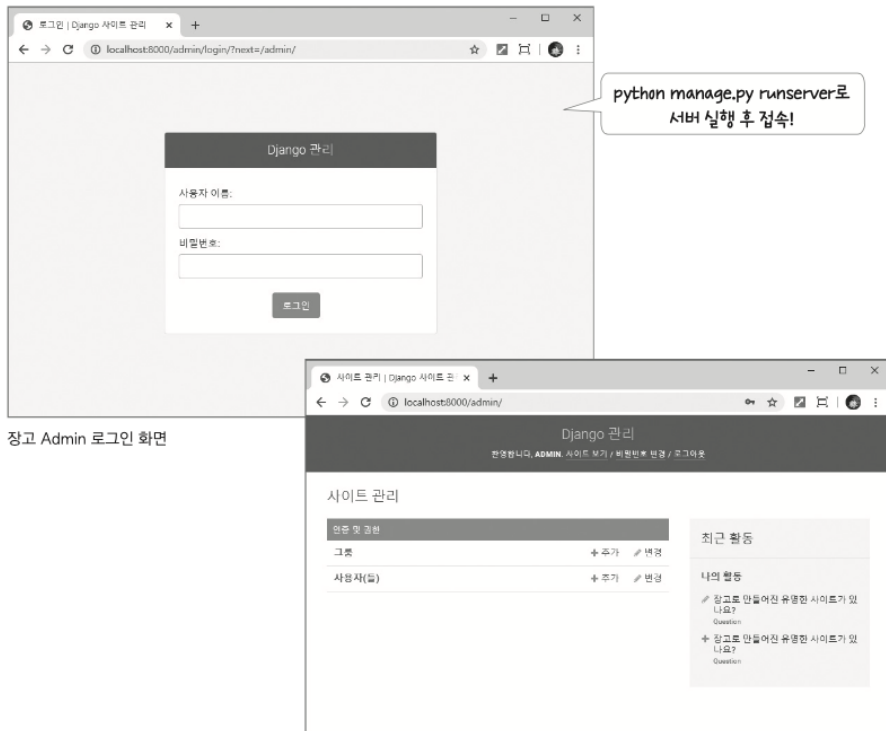 로그인 | Django 사이트 관리
localhost:8000/admin/login/?next=/admin/
python manage.py runserver로
서버 실행 후 접속!
Django 관리
사용자 이름:
비밀번호:
로그인
장고 Admin 로그인 화면
사이트 관리 | Django 사이트 관
localhost:8000/admin/
Django 관리
환영합니다, ADMIN. 사이트 보기 / 비밀번호 변경 / 로그아웃
사이트 관리
인증 및 권한
그룹 추가 변경
사용자(들) 추가 변경
최근 활동
나의 활동
장고로 만들어진 유명한 사이트가 있
나요?
Question
장고로 만들어진 유명한 사이트가 있
나요?
Question